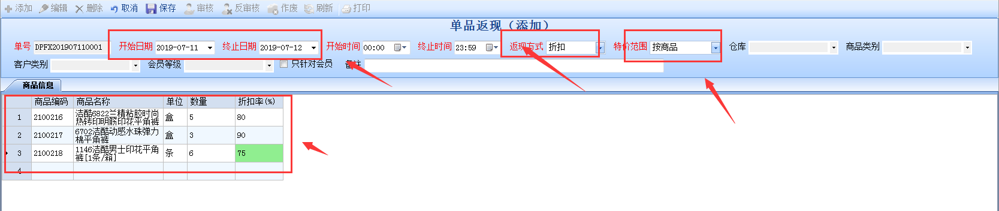 添加 编辑 删除 取消 保存 审核 反审核 作废 刷新 打印
单品返现（添加）
单号 DPFX201907110001 开始日期 2019-07-11 终止日期 2019-07-12 开始时间 00:00 终止时间 23:59 返现方式 折扣 特价范围 按商品 仓库 商品类别
客户类别 会员等级 只针对会员 备注
商品信息
商品编码 商品名称 单位 数量 折扣率(%)
1 2100216 洁酷6822兰精粘胶时尚 盒 5 80
热转印明筋印花平角裤
2 2100217 6702洁酷动感水珠弹力 盒 3 90
棉平角裤
3 2100218 1146洁酷男士印花平角 条 6 75
裤[1条/箱]
4